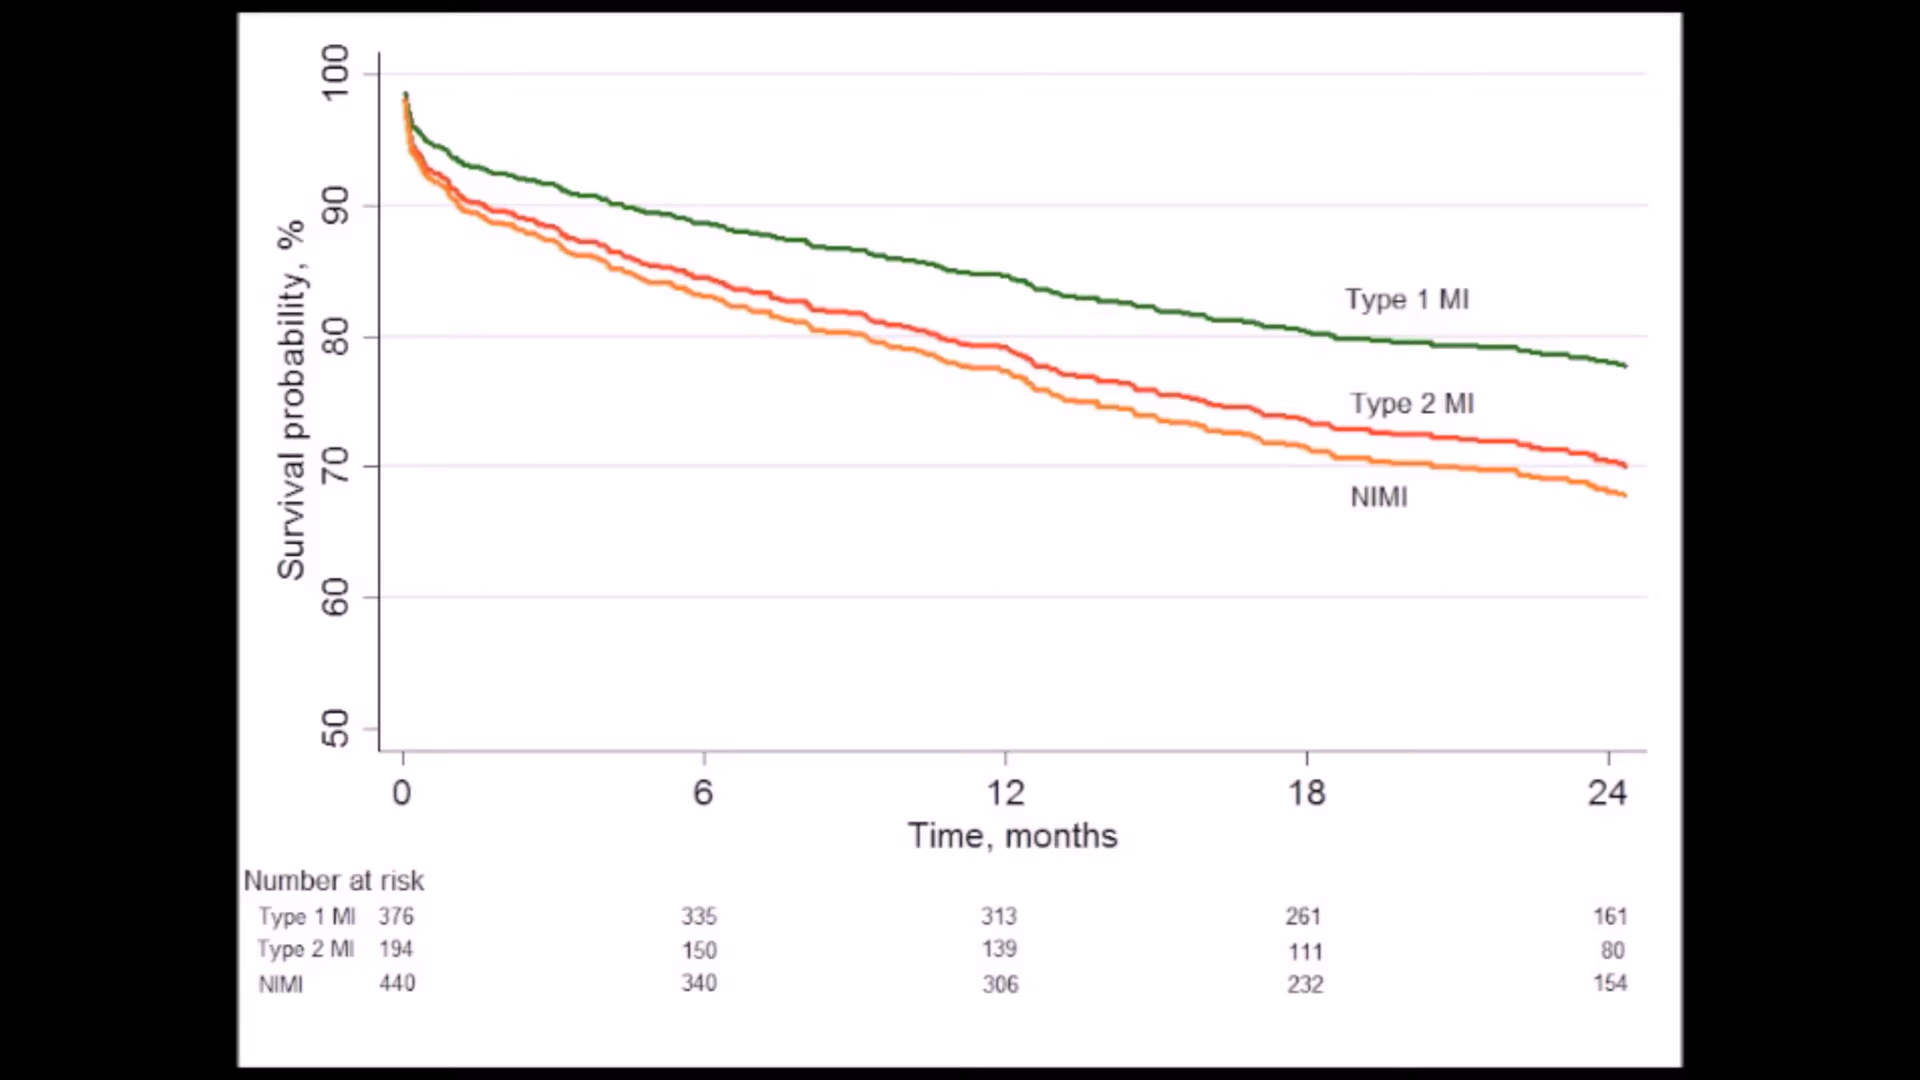 100
90
80
70
60
50
Survival probability, %
Type 1 MI
Type 2 MI
NIMI
0 6 12 18 24
Time, months
Number at risk
Type 1 MI 376 335 313 261 161
Type 2 MI 194 150 139 111 80
NIMI 440 340 306 232 154